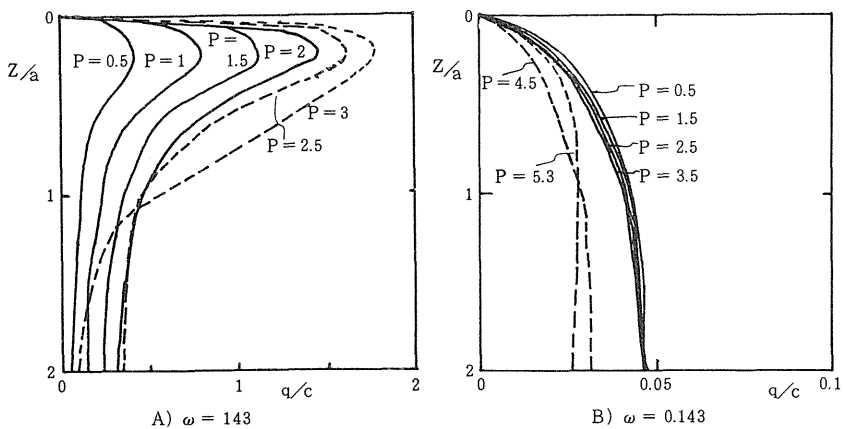 0
Z/a
1
2
P = 0.5
P = 1
P =
1.5
P = 2
P = 3
P = 2.5
0
1
2
q/c
A) ω = 143
0
Z/a
1
2
P = 4.5
P = 5.3
P = 0.5
P = 1.5
P = 2.5
P = 3.5
0
0.05
0.1
q/c
B) ω = 0.143